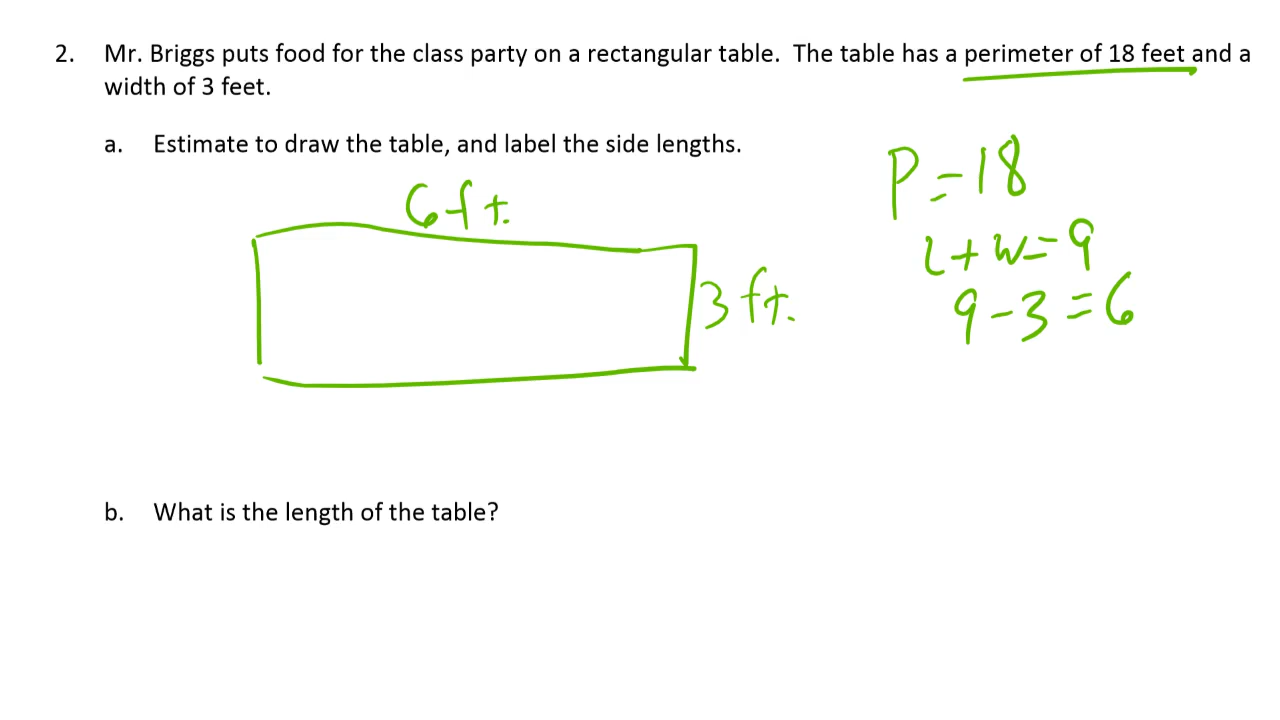 2. Mr. Briggs puts food for the class party on a rectangular table. The table has a perimeter of 18 feet and a
width of 3 feet.
a. Estimate to draw the table, and label the side lengths.
P=18
6ft.
l+w=9
3 ft.
9-3=6
b. What is the length of the table?